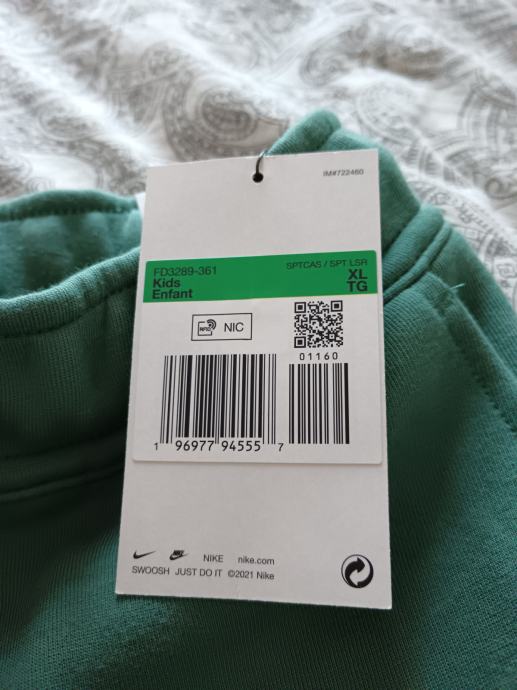 IM#722460
FD3289-361 SPTCAS / SPT LSR
Kids XL
Enfant TG
RFID NIC
01160
1 96977 94555 7
NIKE nike.com
SWOOSH JUST DO IT ©2021 Nike